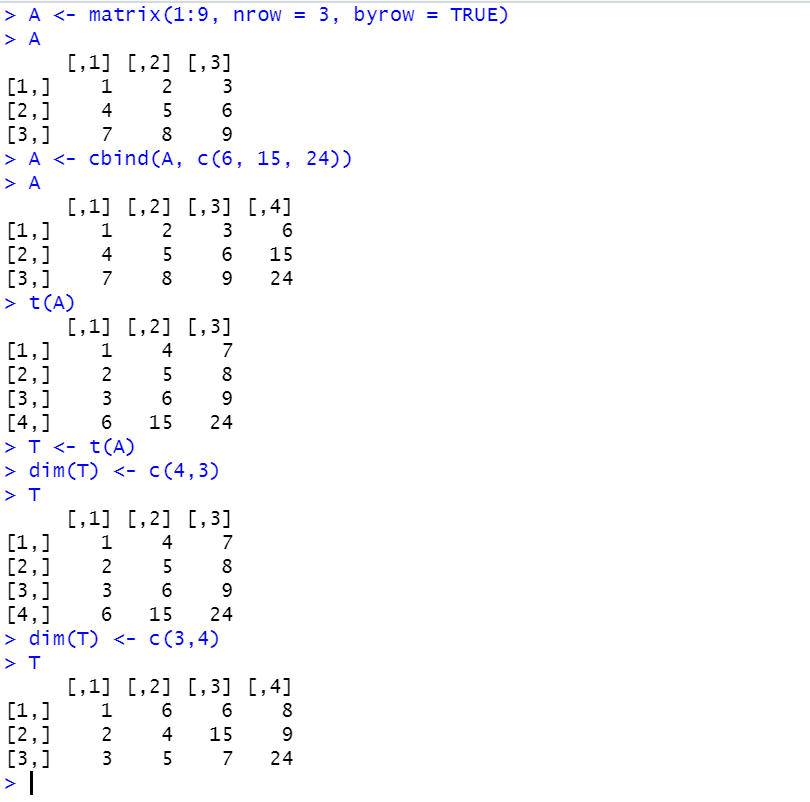 > A <- matrix(1:9, nrow = 3, byrow = TRUE)
> A
     [,1] [,2] [,3]
[1,]    1    2    3
[2,]    4    5    6
[3,]    7    8    9
> A <- cbind(A, c(6, 15, 24))
> A
     [,1] [,2] [,3] [,4]
[1,]    1    2    3    6
[2,]    4    5    6   15
[3,]    7    8    9   24
> t(A)
     [,1] [,2] [,3]
[1,]    1    4    7
[2,]    2    5    8
[3,]    3    6    9
[4,]    6   15   24
> T <- t(A)
> dim(T) <- c(4,3)
> T
     [,1] [,2] [,3]
[1,]    1    4    7
[2,]    2    5    8
[3,]    3    6    9
[4,]    6   15   24
> dim(T) <- c(3,4)
> T
     [,1] [,2] [,3] [,4]
[1,]    1    6    6    8
[2,]    2    4   15    9
[3,]    3    5    7   24
>